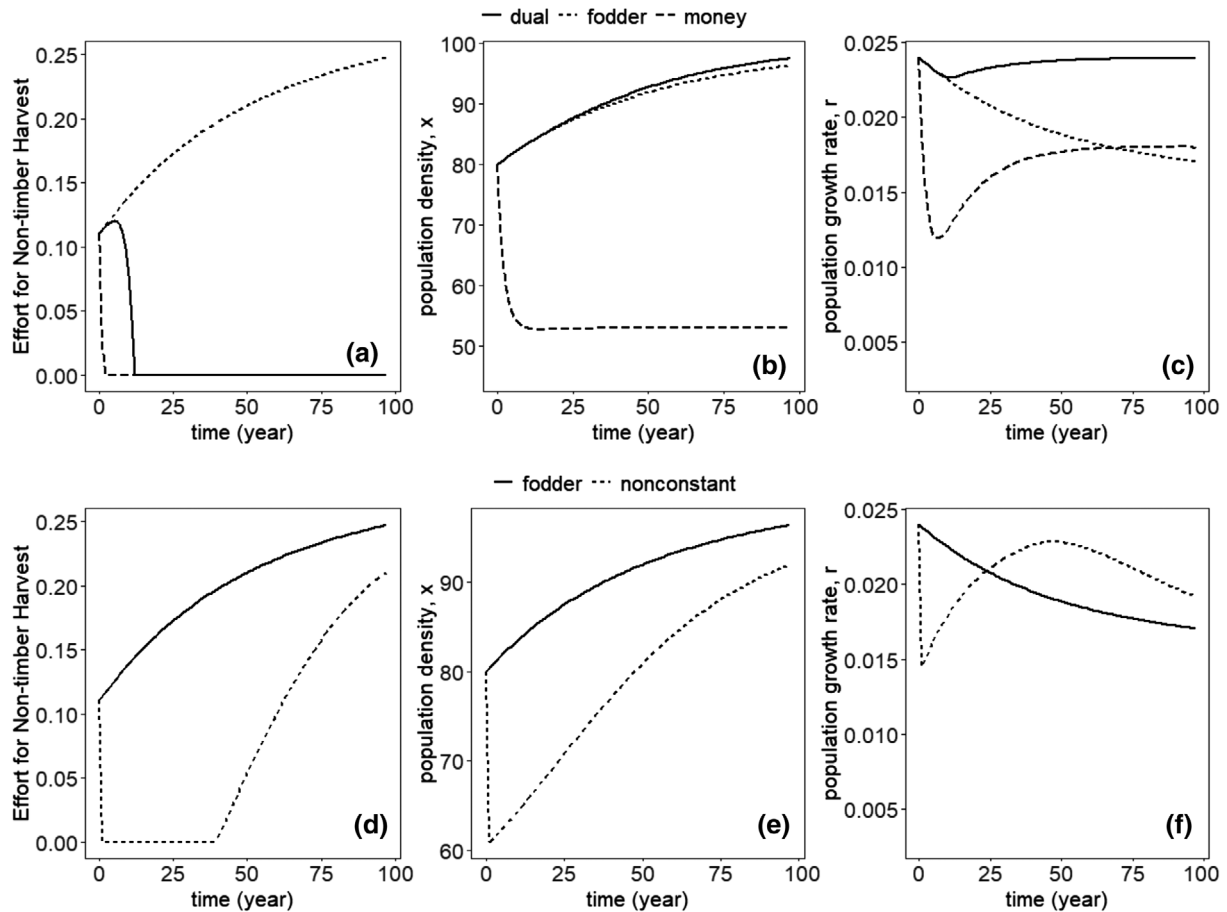 dual fodder money
Effort for Non-timber Harvest
0.25
0.20
0.15
0.10
0.05
0.00
(a)
0 25 50 75 100
time (year)
population density, x
100
90
80
70
60
50
(b)
0 25 50 75 100
time (year)
population growth rate, r
0.025
0.020
0.015
0.010
0.005
(c)
0 25 50 75 100
time (year)
fodder nonconstant
Effort for Non-timber Harvest
0.25
0.20
0.15
0.10
0.05
0.00
(d)
0 25 50 75 100
time (year)
population density, x
90
80
70
60
(e)
0 25 50 75 100
time (year)
population growth rate, r
0.025
0.020
0.015
0.010
0.005
(f)
0 25 50 75 100
time (year)